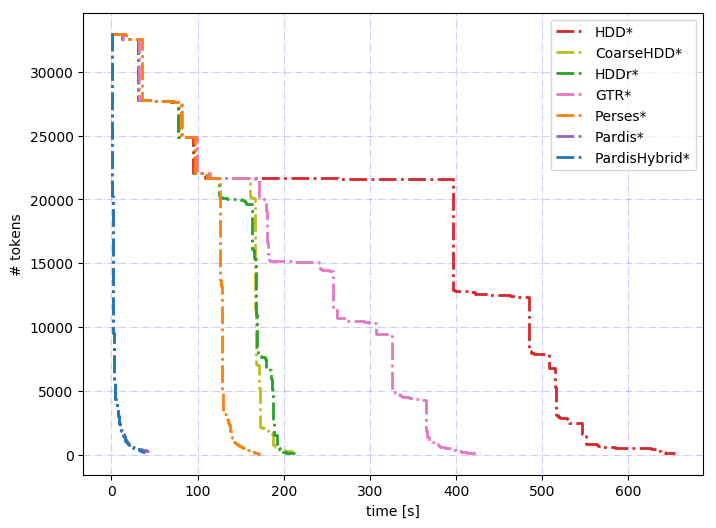 HDD*
CoarseHDD*
HDDr*
GTR*
Perses*
Pardis*
PardisHybrid*
# tokens
30000
25000
20000
15000
10000
5000
0
0 100 200 300 400 500 600
time [s]